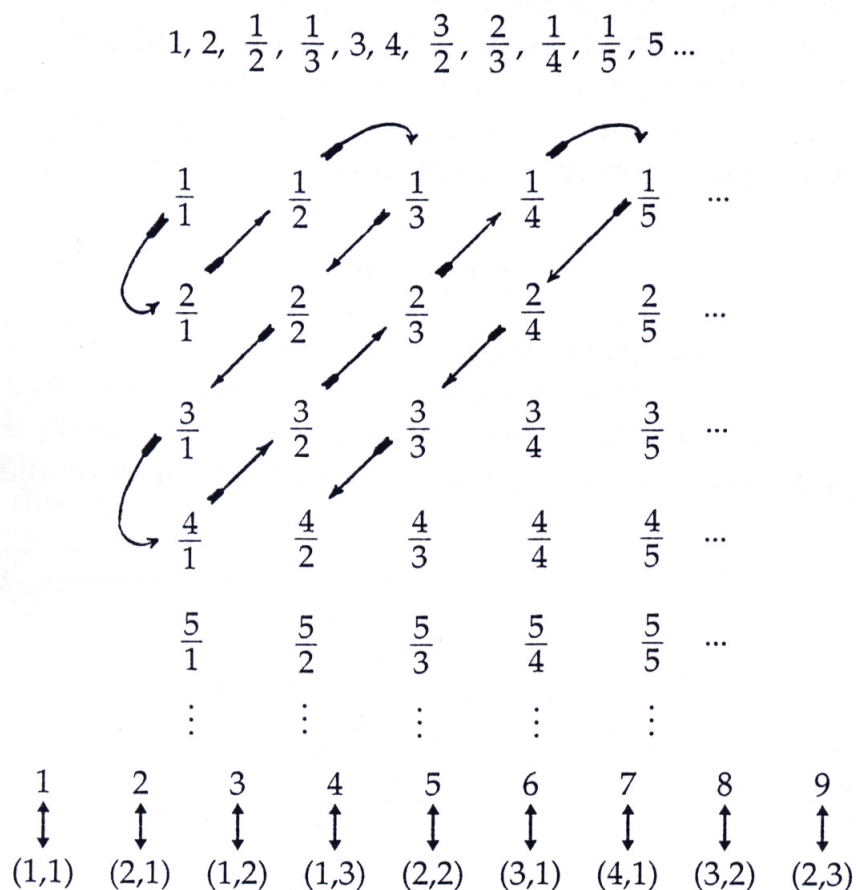 1, 2, 1/2, 1/3, 3, 4, 3/2, 2/3, 1/4, 1/5, 5 ...
1/1 1/2 1/3 1/4 1/5 ...
2/1 2/2 2/3 2/4 2/5 ...
3/1 3/2 3/3 3/4 3/5 ...
4/1 4/2 4/3 4/4 4/5 ...
5/1 5/2 5/3 5/4 5/5 ...
⋮ ⋮ ⋮ ⋮ ⋮
1 2 3 4 5 6 7 8 9
(1,1) (2,1) (1,2) (1,3) (2,2) (3,1) (4,1) (3,2) (2,3)